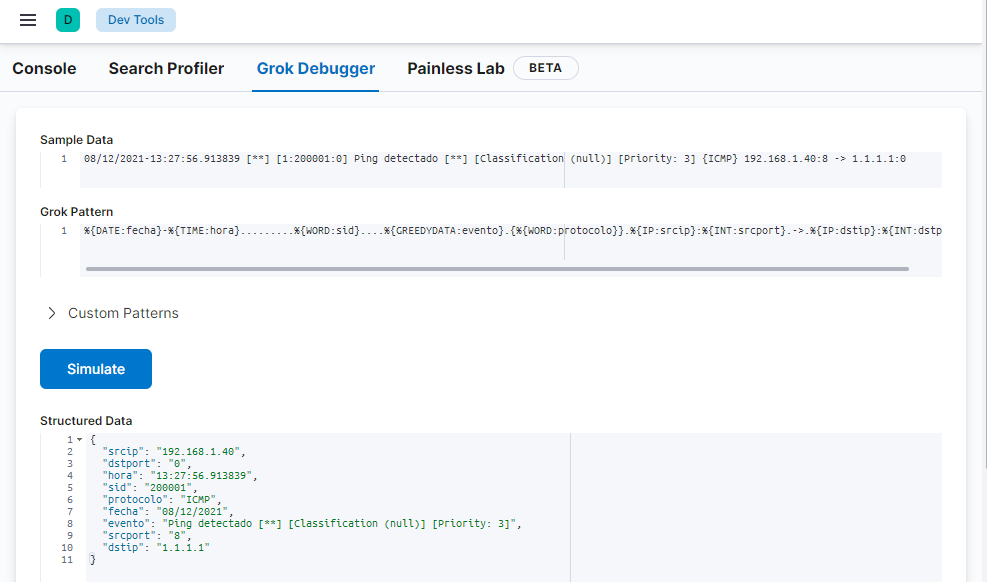 D Dev Tools
Console Search Profiler Grok Debugger Painless Lab BETA
Sample Data
1 08/12/2021-13:27:56.913839 [**] [1:200001:0] Ping detectado [**] [Classification (null)] [Priority: 3] {ICMP} 192.168.1.40:8 -> 1.1.1.1:0
Grok Pattern
1 %{DATE:fecha}-%{TIME:hora}.........%{WORD:sid}....%{GREEDYDATA:evento}.{%{WORD:protocolo}}.%{IP:srcip}:%{INT:srcport}.->.%{IP:dstip}:%{INT:dstp
Custom Patterns
Simulate
Structured Data
1 {
2 "srcip": "192.168.1.40",
3 "dstport": "0",
4 "hora": "13:27:56.913839",
5 "sid": "200001",
6 "protocolo": "ICMP",
7 "fecha": "08/12/2021",
8 "evento": "Ping detectado [**] [Classification (null)] [Priority: 3]",
9 "srcport": "8",
10 "dstip": "1.1.1.1"
11 }